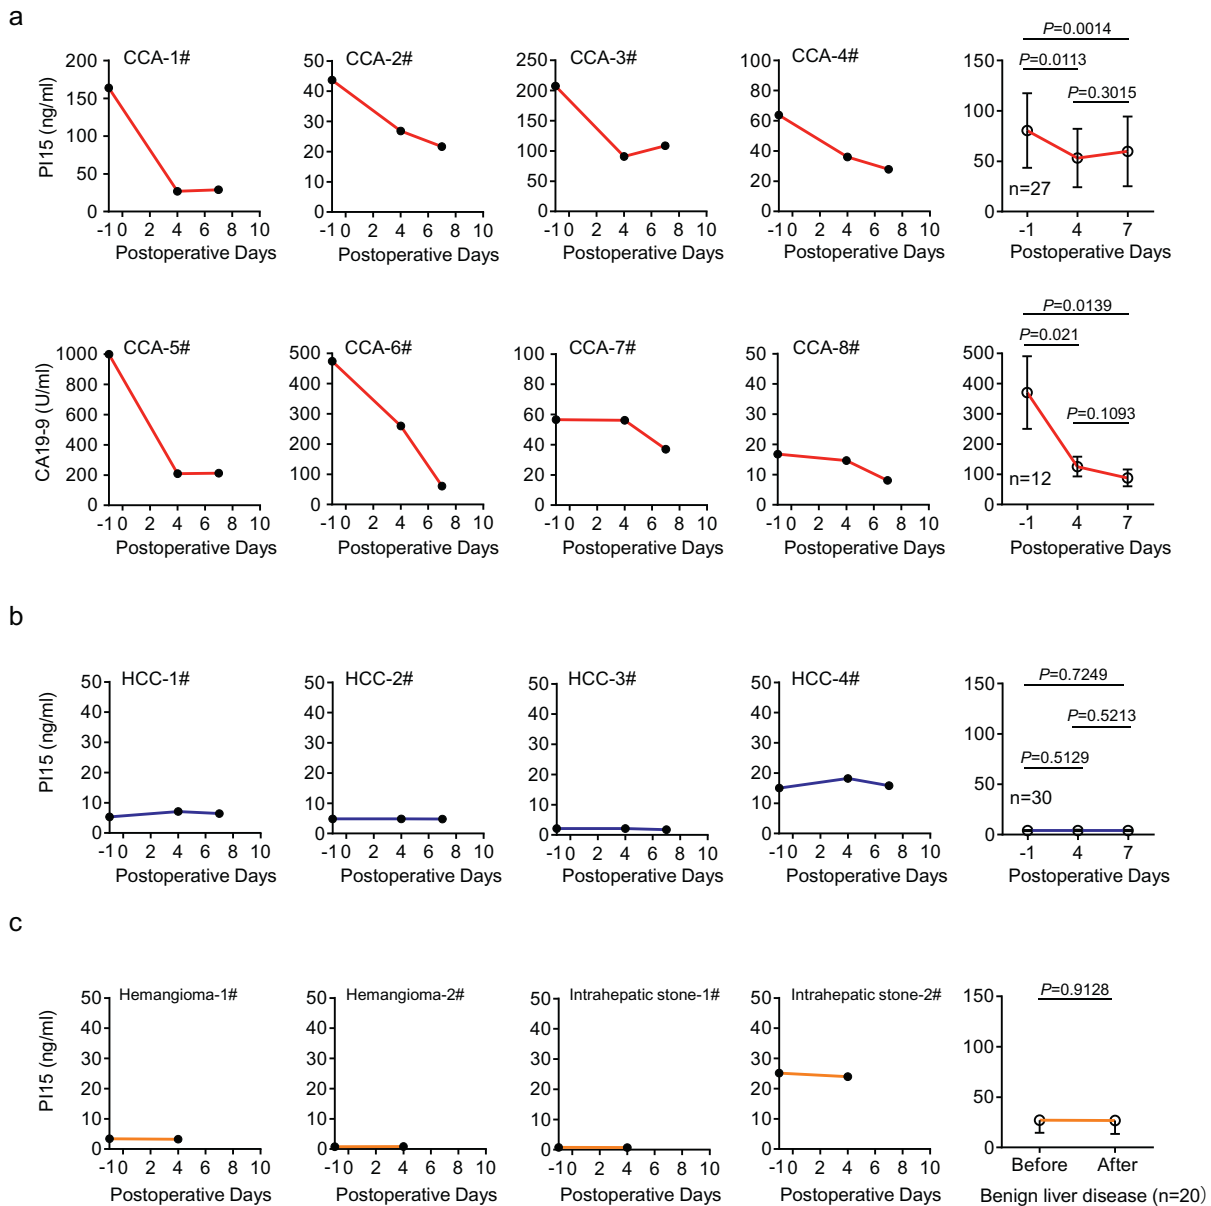 a
CCA-1# CCA-2# CCA-3# CCA-4# P=0.0014
P=0.0113
P=0.3015
PI15 (ng/ml)
200 150 100 50 0
50 40 30 20 10 0
250 200 150 100 50 0
100 80 60 40 20 0
150 100 50 0
n=27
-1 0 2 4 6 8 10
-1 0 2 4 6 8 10
-1 0 2 4 6 8 10
-1 0 2 4 6 8 10
-1 4 7
Postoperative Days Postoperative Days Postoperative Days Postoperative Days Postoperative Days
CCA-5# CCA-6# CCA-7# CCA-8# P=0.0139
P=0.021
P=0.1093
CA19-9 (U/ml)
1000 800 600 400 200 0
500 400 300 200 100 0
100 80 60 40 20 0
50 40 30 20 10 0
500 400 300 200 100 0
n=12
-1 0 2 4 6 8 10
-1 0 2 4 6 8 10
-1 0 2 4 6 8 10
-1 0 2 4 6 8 10
-1 4 7
Postoperative Days Postoperative Days Postoperative Days Postoperative Days Postoperative Days
b
HCC-1# HCC-2# HCC-3# HCC-4# P=0.7249
P=0.5213
P=0.5129
PI15 (ng/ml)
50 40 30 20 10 0
50 40 30 20 10 0
50 40 30 20 10 0
50 40 30 20 10 0
150 100 50 0
n=30
-1 0 2 4 6 8 10
-1 0 2 4 6 8 10
-1 0 2 4 6 8 10
-1 0 2 4 6 8 10
-1 4 7
Postoperative Days Postoperative Days Postoperative Days Postoperative Days Postoperative Days
c
Hemangioma-1# Hemangioma-2# Intrahepatic stone-1# Intrahepatic stone-2# P=0.9128
PI15 (ng/ml)
50 40 30 20 10 0
50 40 30 20 10 0
50 40 30 20 10 0
50 40 30 20 10 0
150 100 50 0
-1 0 2 4 6 8 10
-1 0 2 4 6 8 10
-1 0 2 4 6 8 10
-1 0 2 4 6 8 10
Before After
Postoperative Days Postoperative Days Postoperative Days Postoperative Days Benign liver disease (n=20)